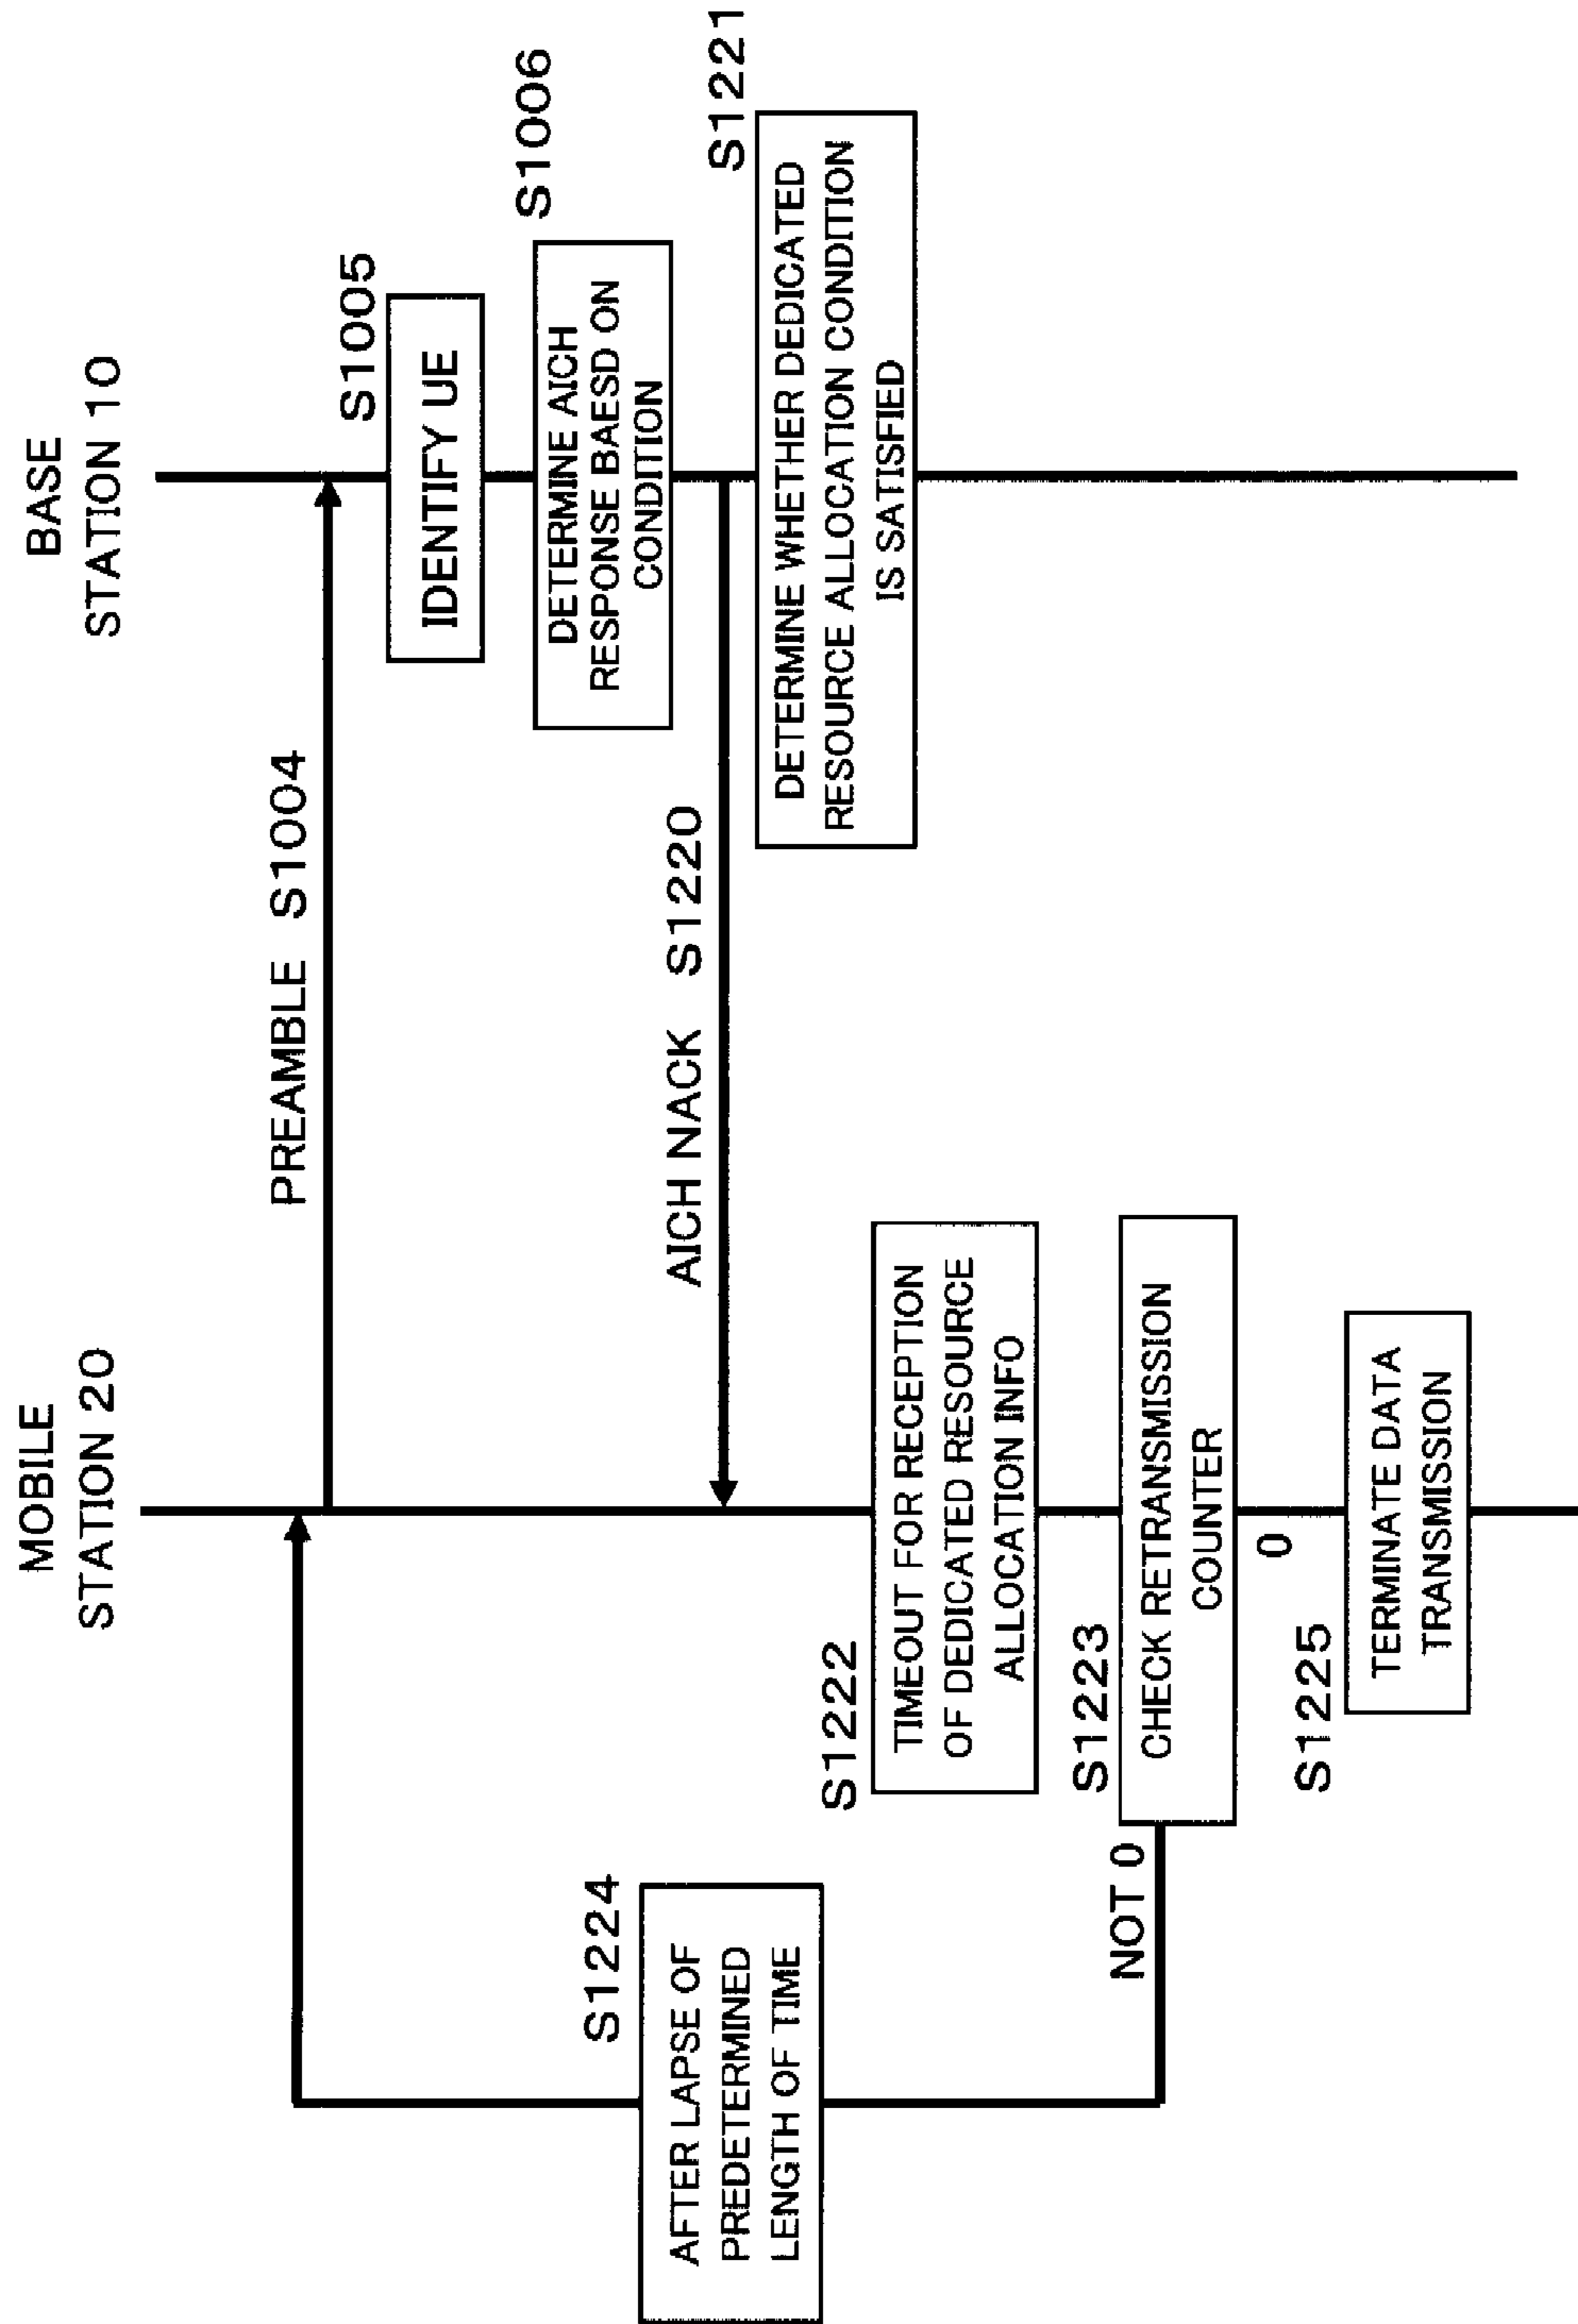 MOBILE
STATION 20
BASE
STATION 10
PREAMBLE S1004
S1005
IDENTIFY UE
S1006
DETERMINE AICH
RESPONSE BAESD ON
CONDITION
AICH NACK S1220
S1221
DETERMINE WHETHER DEDICATED
RESOURCE ALLOCATION CONDITION
IS SATISFIED
S1222
TIMEOUT FOR RECEPTION
OF DEDICATED RESOURCE
ALLOCATION INFO
S1223
CHECK RETRANSMISSION
COUNTER
NOT 0
S1224
AFTER LAPSE OF
PREDETERMINED
LENGTH OF TIME
0
S1225
TERMINATE DATA
TRANSMISSION